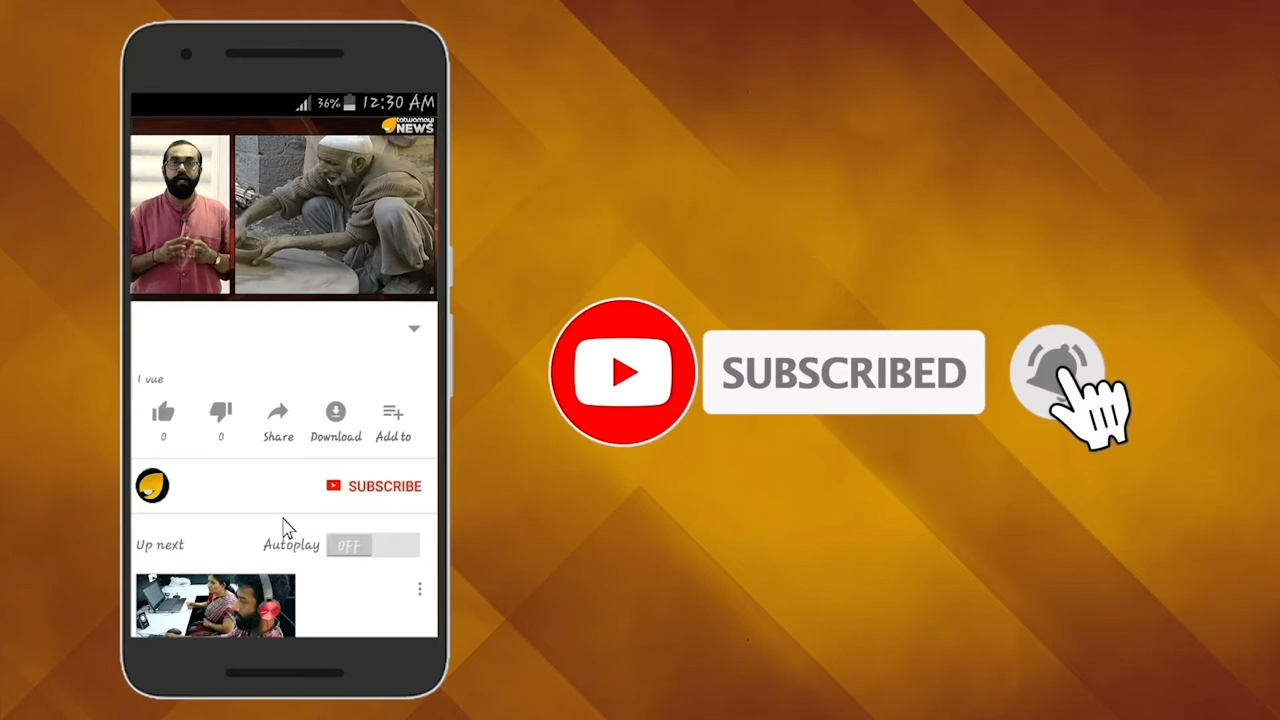 36% 12:30 AM
tatwamayi
NEWS
1 vue
0 0 Share Download Add to
SUBSCRIBE
Up next Autoplay OFF
SUBSCRIBED